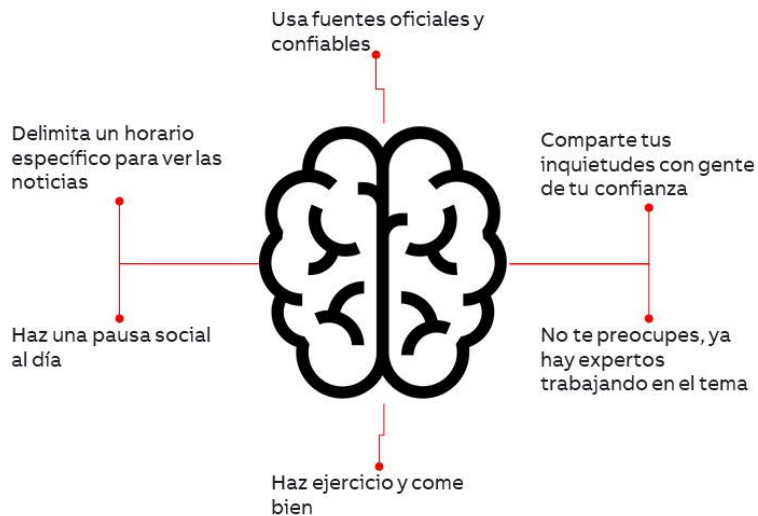 Usa fuentes oficiales y
confiables
Delimita un horario
específico para ver las
noticias
Comparte tus
inquietudes con gente
de tu confianza
Haz una pausa social
al día
No te preocupes, ya
hay expertos
trabajando en el tema
Haz ejercicio y come
bien